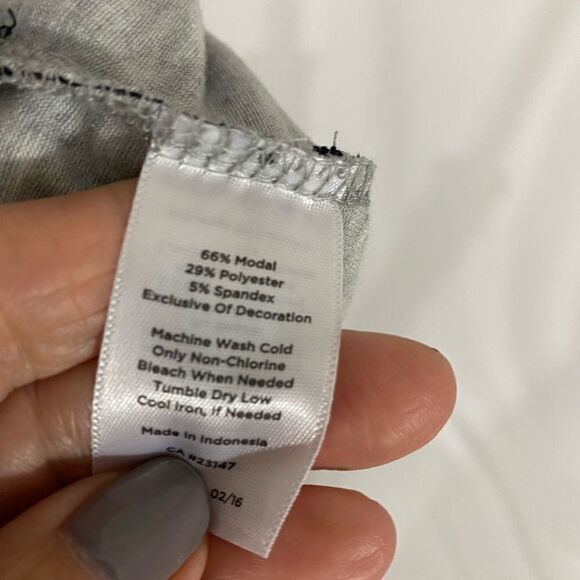 66% Modal
29% Polyester
5% Spandex
Exclusive Of Decoration
Machine Wash Cold
Only Non-Chlorine
Bleach When Needed
Tumble Dry Low
Cool Iron, If Needed
Made in Indonesia
CA #23147
02/16